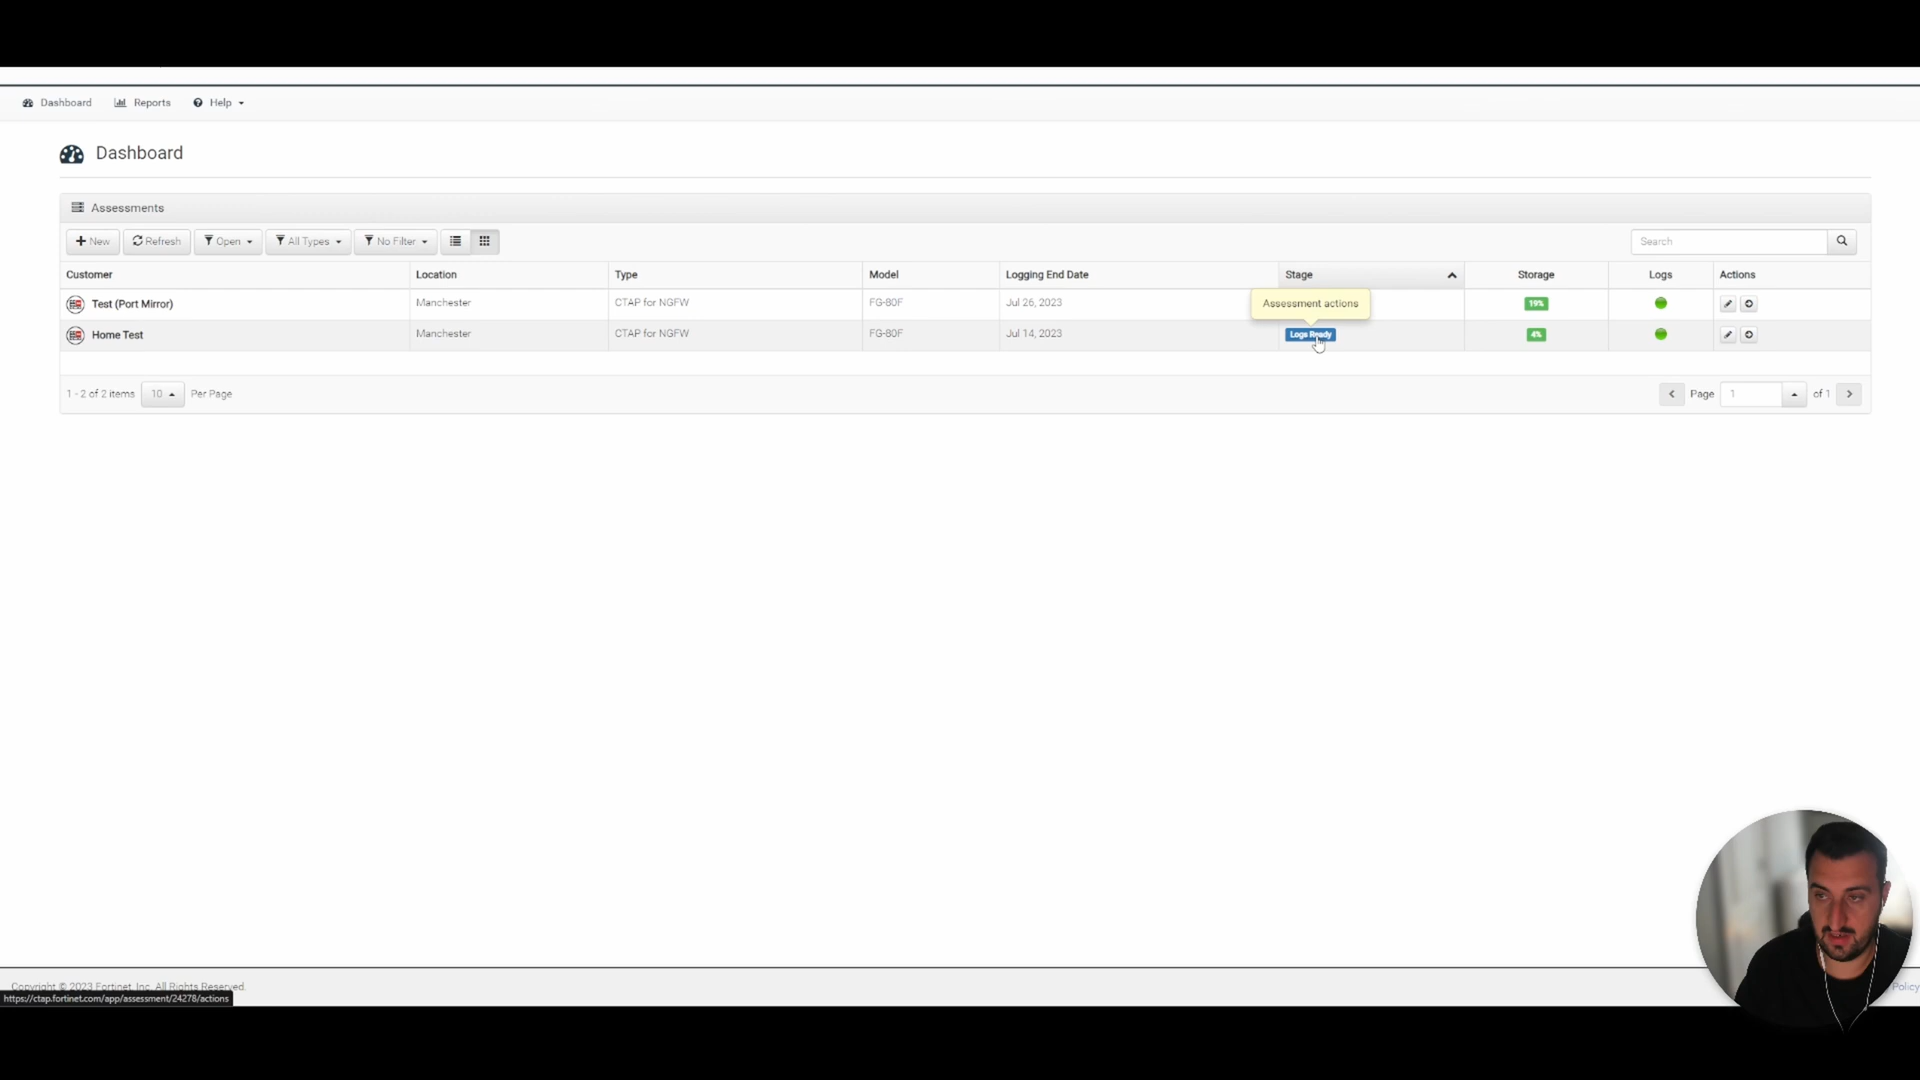 Dashboard Reports Help
Dashboard
Assessments
New Refresh Open All Types No Filter Search
Customer Location Type Model Logging End Date Stage Storage Logs Actions
Test (Port Mirror) Manchester CTAP for NGFW FG-80F Jul 26, 2023 Assessment actions 19%
Home Test Manchester CTAP for NGFW FG-80F Jul 14, 2023 Logs Ready 4%
1 - 2 of 2 items 10 Per Page Page 1 of 1
Copyright © 2023 Fortinet, Inc. All Rights Reserved. Policy
https://ctap.fortinet.com/app/assessment/24278/actions